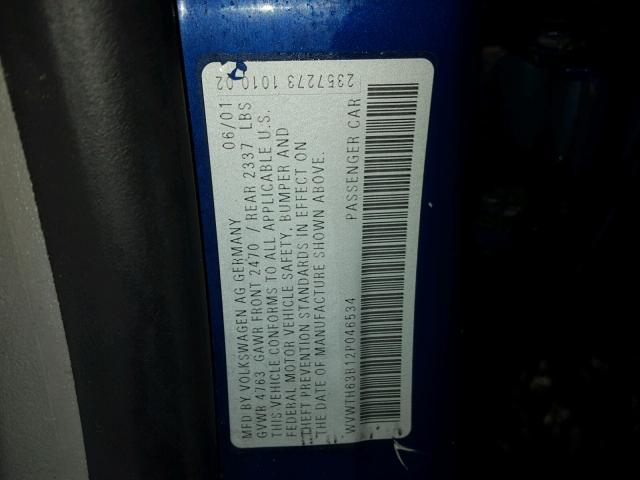 MFD BY VOLKSWAGEN AG GERMANY 06/01
GVWR 4763 GAWR FRONT 2470 / REAR 2337 LBS
THIS VEHICLE CONFORMS TO ALL APPLICABLE U.S.
FEDERAL MOTOR VEHICLE SAFETY, BUMPER AND
THEFT PREVENTION STANDARDS IN EFFECT ON
THE DATE OF MANUFACTURE SHOWN ABOVE.
WVWTH63B12P046534 PASSENGER CAR
2357273 1010 02